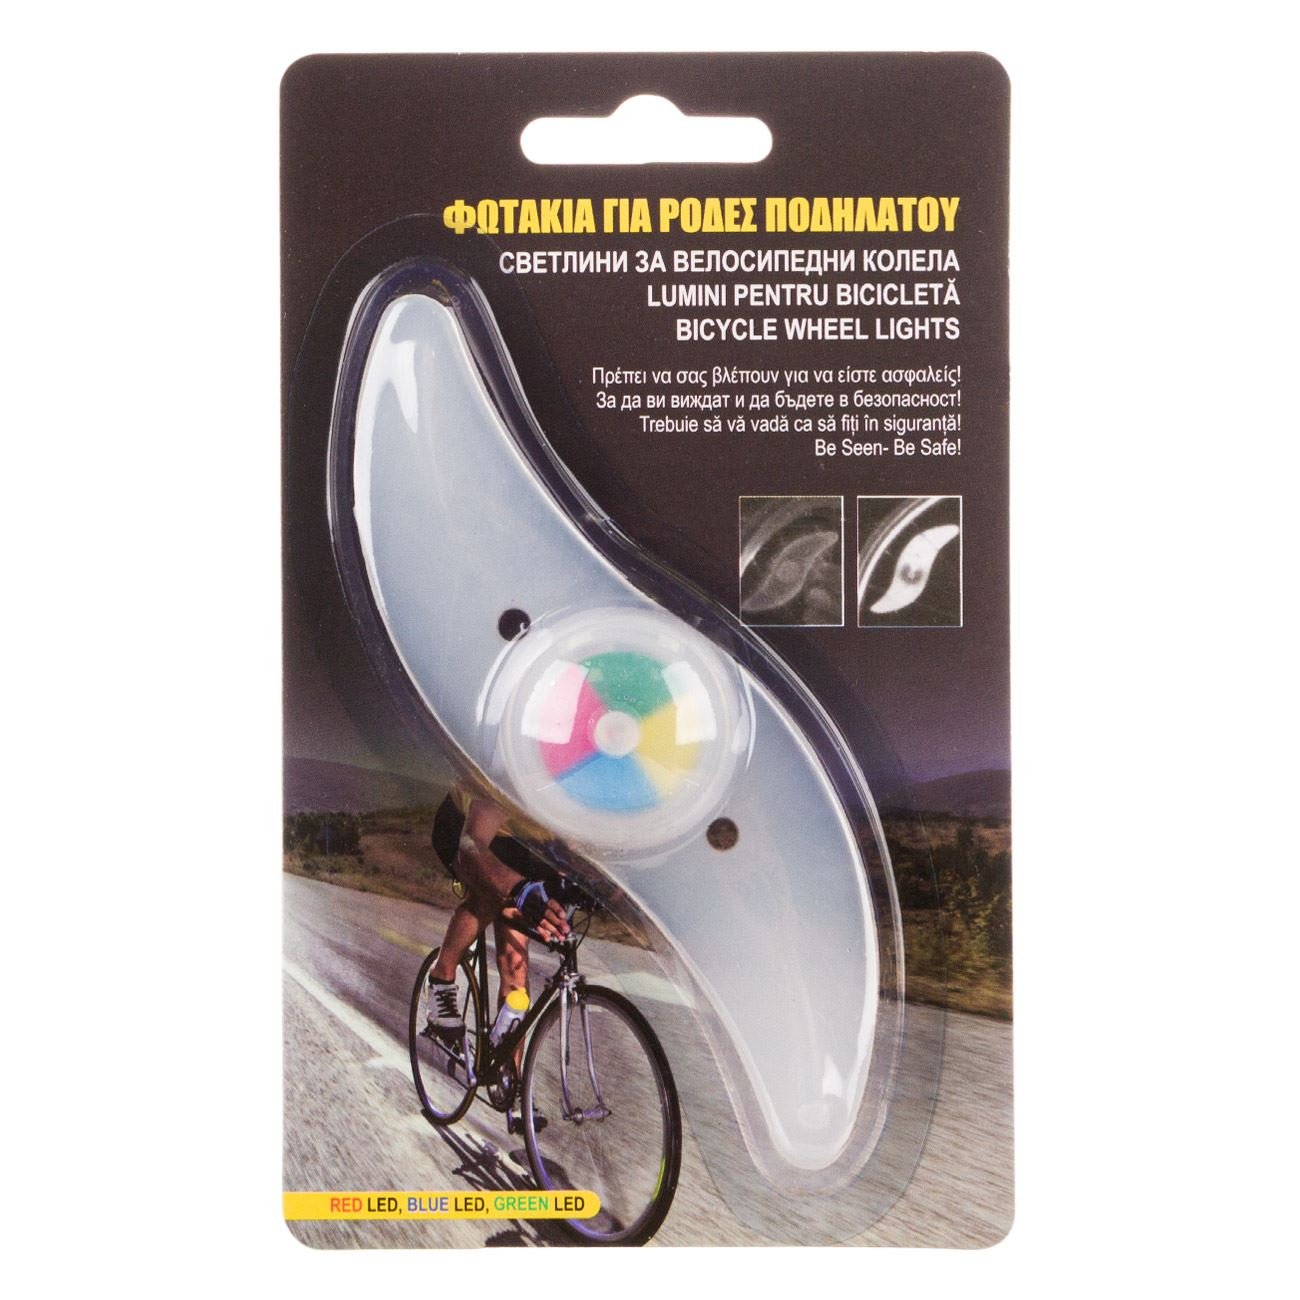 ΦΩΤΑΚΙΑ ΓΙΑ ΡΟΔΕΣ ΠΟΔΗΛΑΤΟΥ
СВЕТЛИНИ ЗА ВЕЛОСИПЕДНИ КОЛЕЛА
LUMINI PENTRU BICICLETĂ
BICYCLE WHEEL LIGHTS
Πρέπει να σας βλέπουν για να είστε ασφαλείς!
За да ви виждат и да бъдете в безопасност!
Trebuie să vă vadă ca să fiți în siguranță!
Be Seen- Be Safe!
RED LED, BLUE LED, GREEN LED